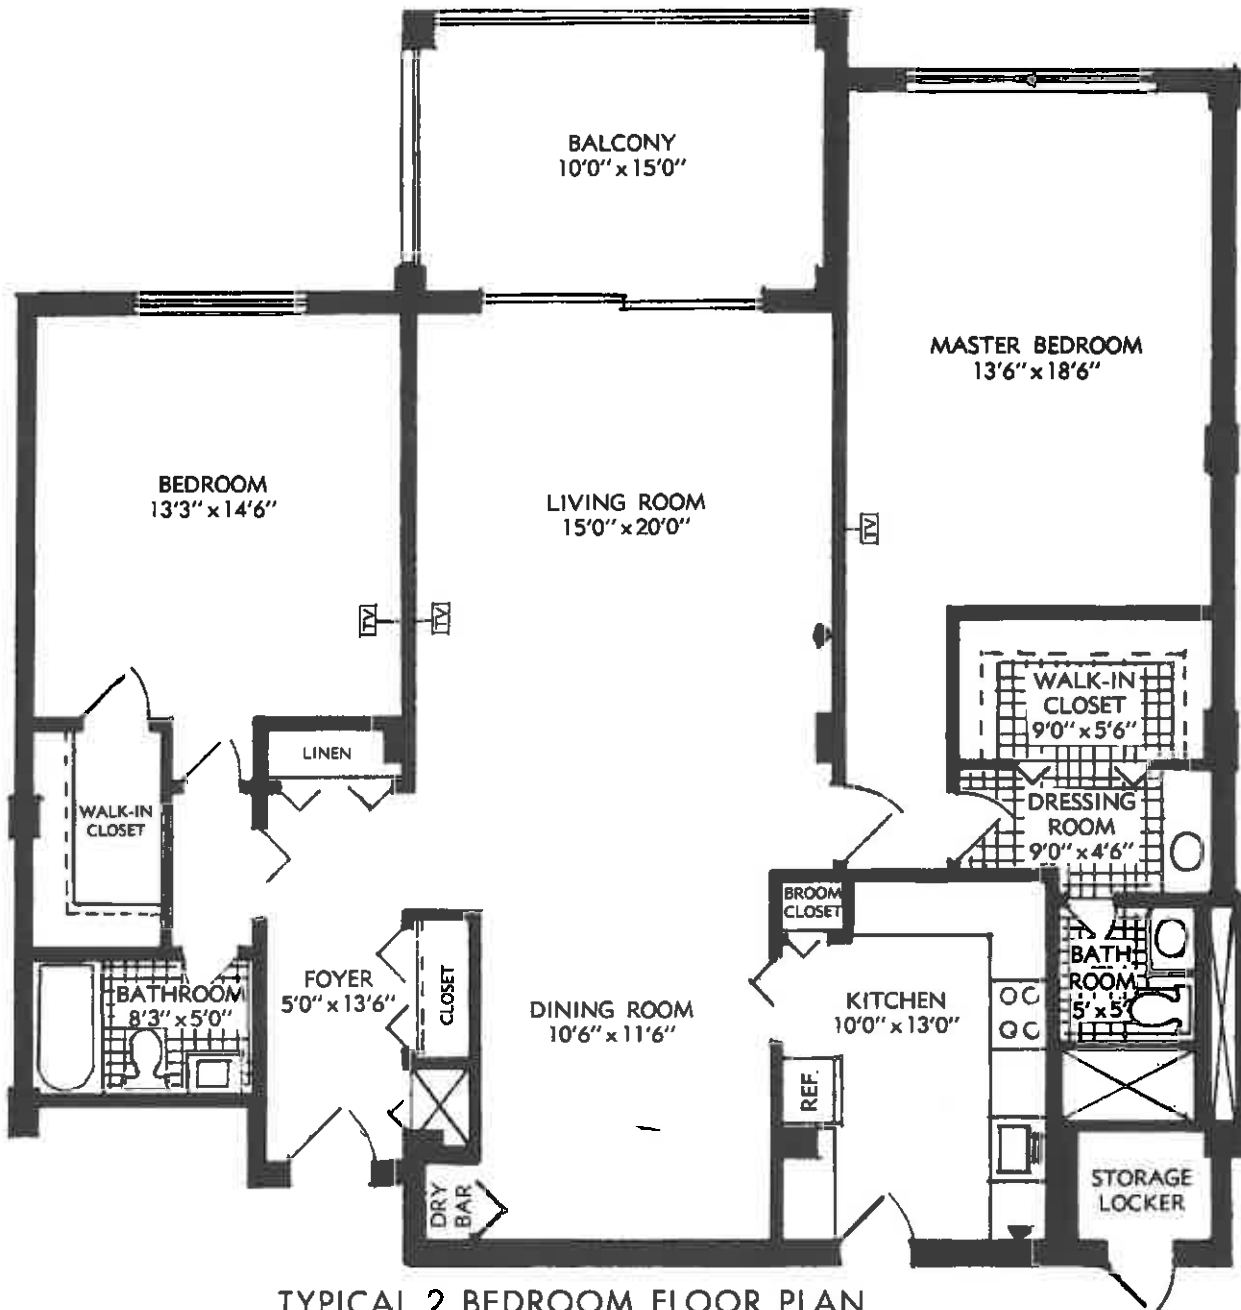 BALCONY
10'0" x 15'0"
MASTER BEDROOM
13'6" x 18'6"
BEDROOM
13'3" x 14'6"
LIVING ROOM
15'0" x 20'0"
TV
TV
TV
WALK-IN
CLOSET
9'0" x 5'6"
LINEN
WALK-IN
CLOSET
DRESSING
ROOM
9'0" x 4'6"
BROOM
CLOSET
FOYER
5'0" x 13'6"
CLOSET
BATHROOM
8'3" x 5'0"
DINING ROOM
10'6" x 11'6"
KITCHEN
10'0" x 13'0"
BATH
ROOM
5' x 5'
REF.
DRY
BAR
STORAGE
LOCKER
TYPICAL 2 BEDROOM FLOOR PLAN